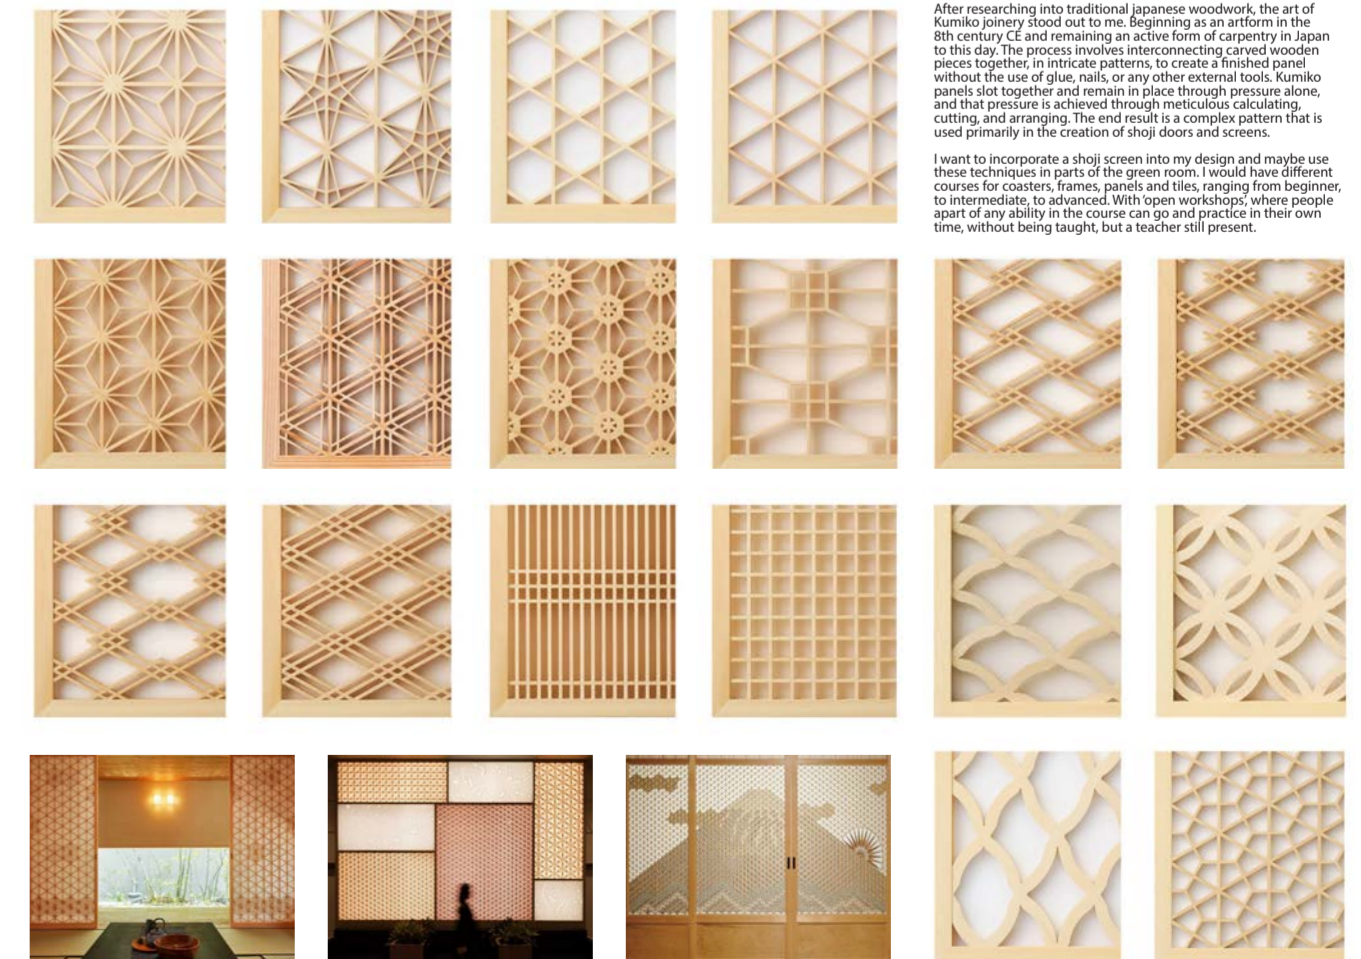 After researching into traditional japanese woodwork, the art of
Kumiko joinery stood out to me. Beginning as an artform in the
8th century CE and remaining an active form of carpentry in Japan
to this day. The process involves interconnecting carved wooden
pieces together, in intricate patterns, to create a finished panel
without the use of glue, nails, or any other external tools. Kumiko
panels slot together and remain in place through pressure alone,
and that pressure is achieved through meticulous calculating,
cutting, and arranging. The end result is a complex pattern that is
used primarily in the creation of shoji doors and screens.
I want to incorporate a shoji screen into my design and maybe use
these techniques in parts of the green room. I would have different
courses for coasters, frames, panels and tiles, ranging from beginner,
to intermediate, to advanced. With 'open workshops', where people
apart of any ability in the course can go and practice in their own
time, without being taught, but a teacher still present.